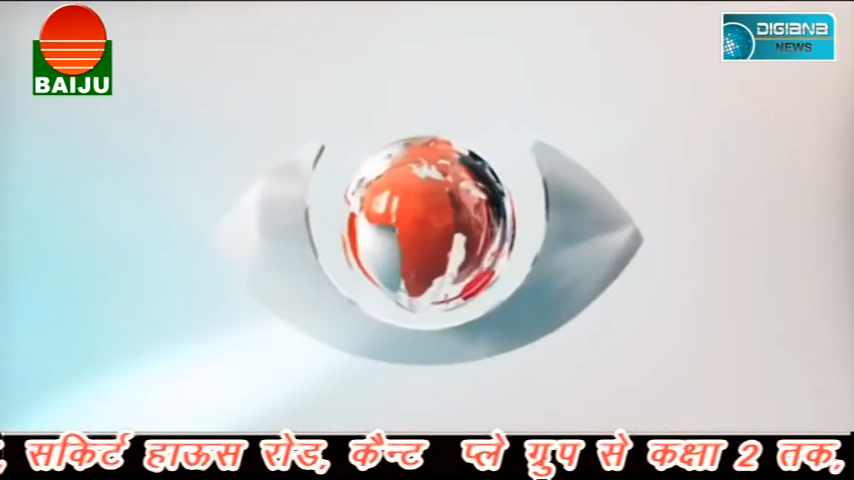 BAIJU
DIGIANA
NEWS
, सर्किट हाऊस रोड, कैन्ट प्ले ग्रुप से कक्षा 2 तक,